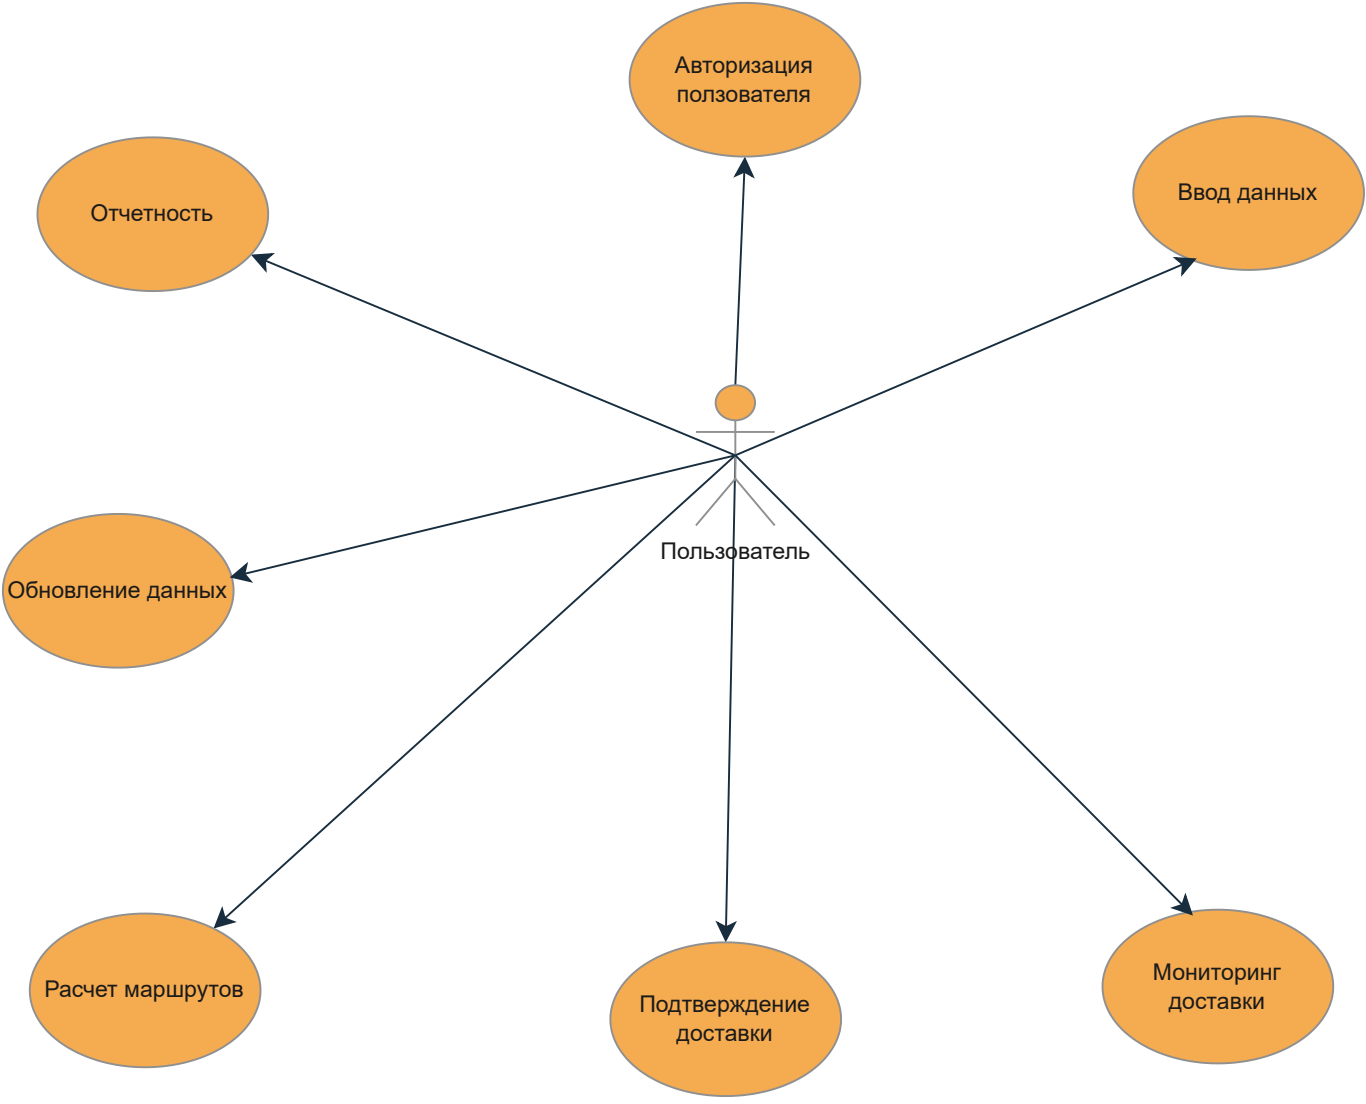 Авторизация
ползователя
Ввод данных
Отчетность
Пользователь
Обновление данных
Расчет маршрутов
Подтверждение
доставки
Мониторинг
доставки